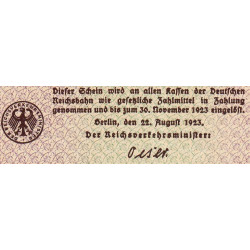 Dieser Schein wird an allen Kassen der Deutschen
Reichsbahn wie gesetzliche Zahlmittel in Zahlung
genommen und bis zum 30. November 1923 eingelöst.
Berlin, den 22. August 1923.
Der Reichsverkehrsminister: